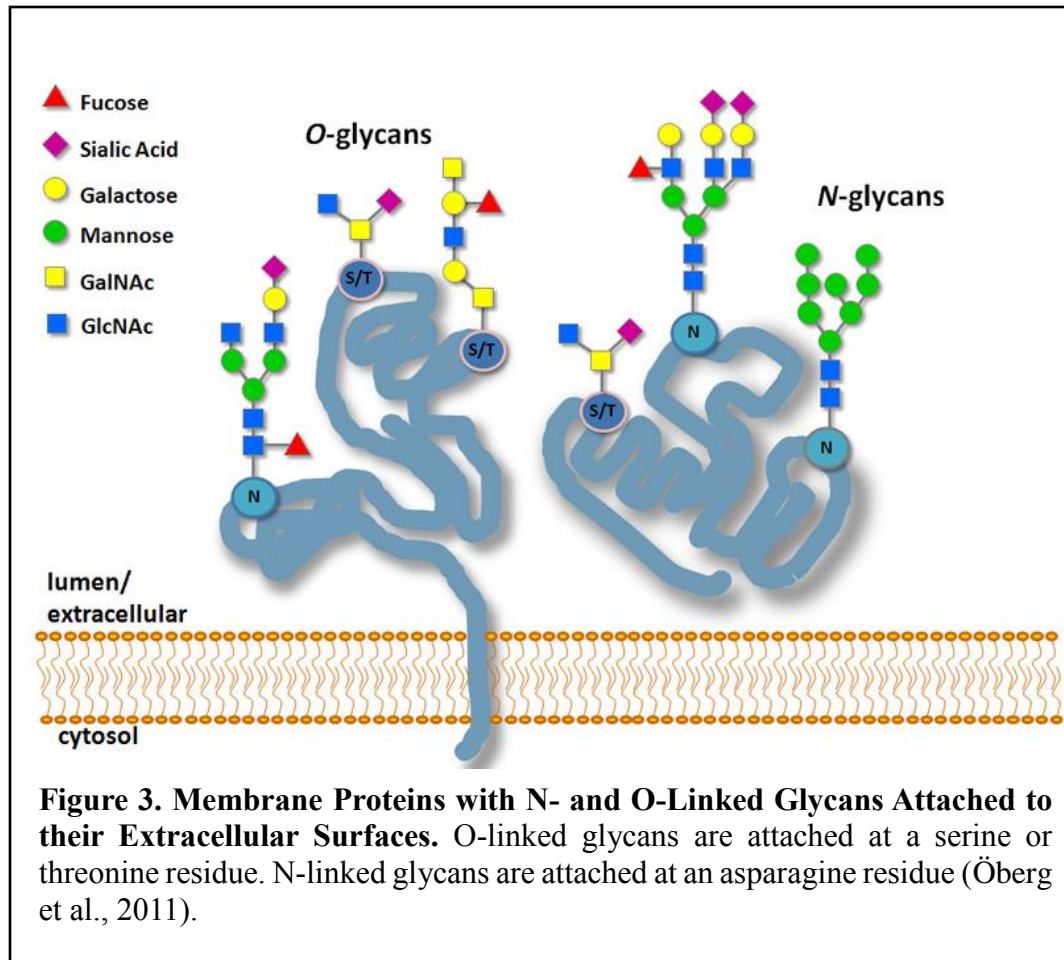 Fucose
Sialic Acid
Galactose
Mannose
GalNAc
GlcNAc
O-glycans
N-glycans
S/T
S/T
N
S/T
N
N
lumen/
extracellular
cytosol
Figure 3. Membrane Proteins with N- and O-Linked Glycans Attached to
their Extracellular Surfaces. O-linked glycans are attached at a serine or
threonine residue. N-linked glycans are attached at an asparagine residue (Öberg
et al., 2011).